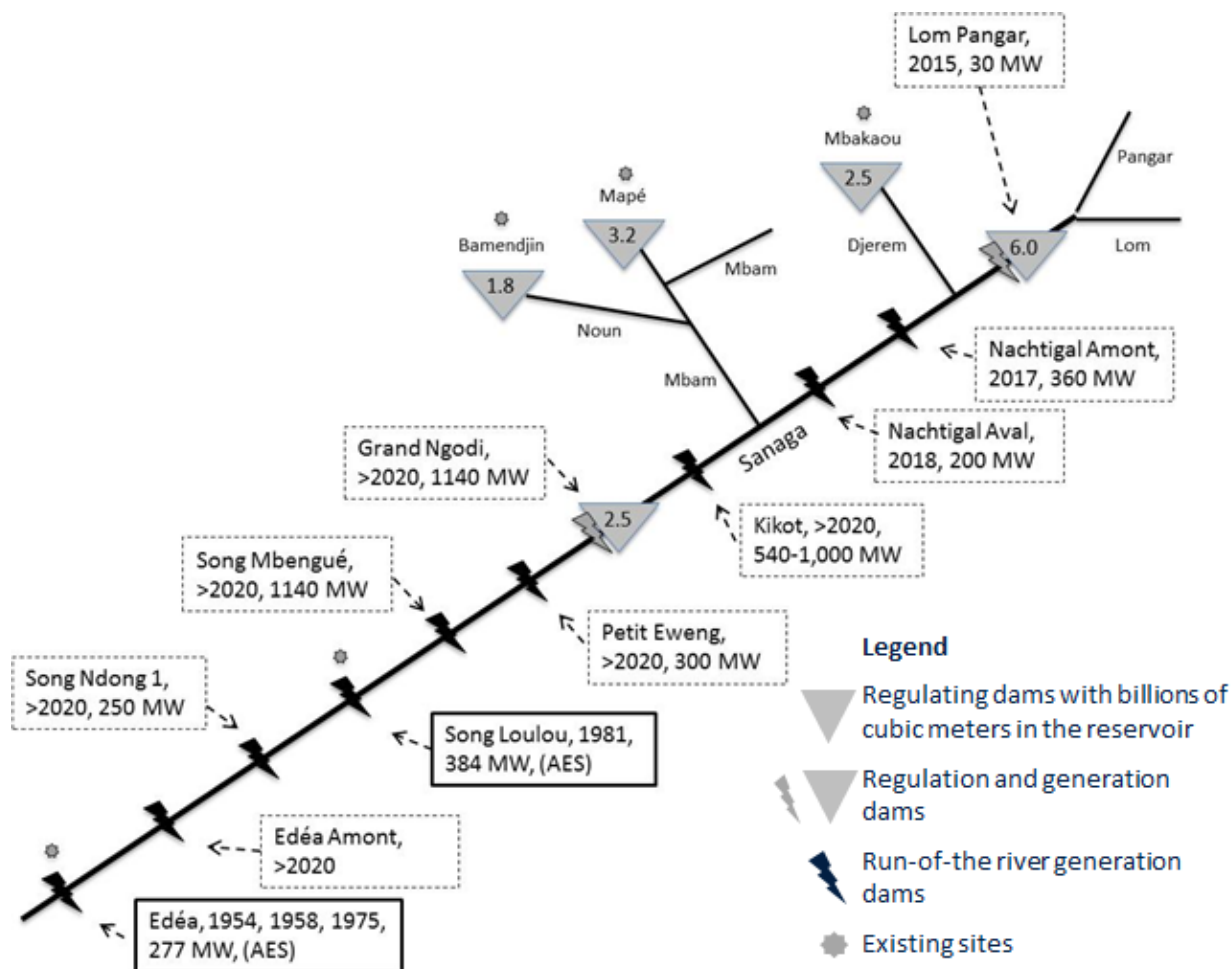 Lom Pangar,
2015, 30 MW
Mbakaou
2.5
Pangar
Mapé
3.2
Bamendjin
1.8
Mbam
Djerem
6.0
Lom
Noun
Mbam
Nachtigal Amont,
2017, 360 MW
Nachtigal Aval,
2018, 200 MW
Sanaga
Grand Ngodi,
>2020, 1140 MW
2.5
Kikot, >2020,
540-1,000 MW
Song Mbengué,
>2020, 1140 MW
Petit Eweng,
>2020, 300 MW
Song Ndong 1,
>2020, 250 MW
Song Loulou, 1981,
384 MW, (AES)
Edéa Amont,
>2020
Edéa, 1954, 1958, 1975,
277 MW, (AES)
Legend
Regulating dams with billions of
cubic meters in the reservoir
Regulation and generation
dams
Run-of-the river generation
dams
Existing sites